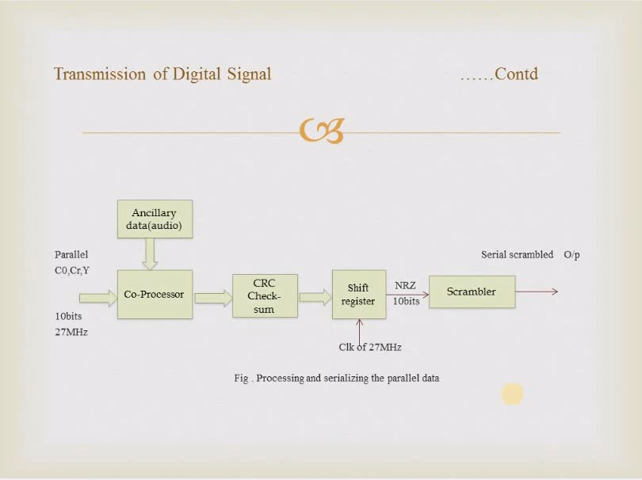 Transmission of Digital Signal ......Contd
Ancillary
data(audio)
Parallel
C0,Cr,Y
10bits
27MHz
Co-Processor
CRC
Check-
sum
Shift
register
NRZ
10bits
Clk of 27MHz
Scrambler
Serial scrambled O/p
Fig . Processing and serializing the parallel data